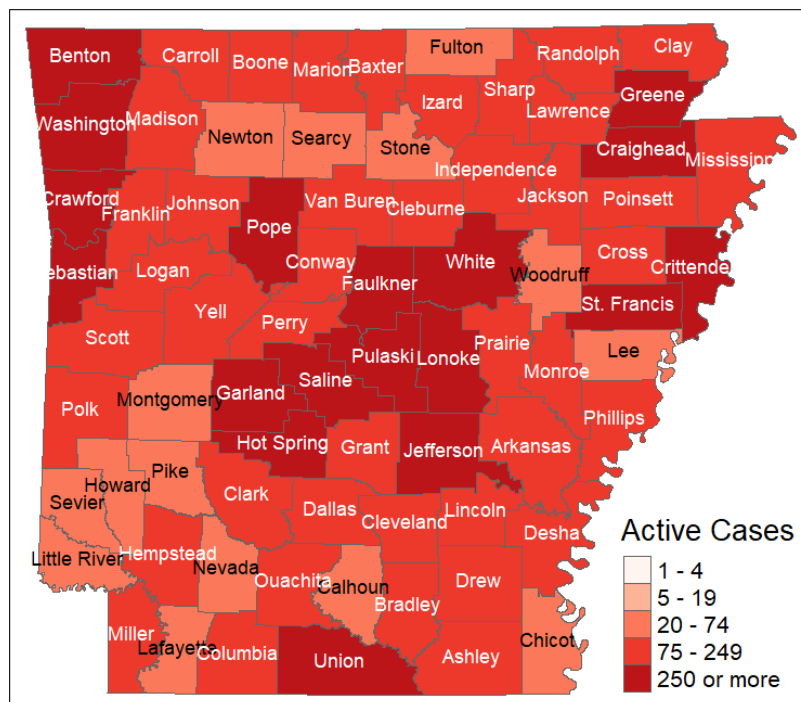 Benton
Carroll
Boone
Marion
Baxter
Fulton
Randolph
Clay
Washington
Madison
Newton
Searcy
Stone
Izard
Sharp
Lawrence
Greene
Craighead
Mississippi
Crawford
Franklin
Johnson
Pope
Van Buren
Cleburne
Independence
Jackson
Poinsett
Sebastian
Logan
Conway
Faulkner
White
Woodruff
Cross
Crittenden
St. Francis
Scott
Yell
Perry
Pulaski
Lonoke
Prairie
Monroe
Lee
Polk
Montgomery
Garland
Saline
Hot Spring
Grant
Jefferson
Arkansas
Phillips
Sevier
Howard
Pike
Clark
Dallas
Cleveland
Lincoln
Desha
Little River
Hempstead
Nevada
Ouachita
Calhoun
Bradley
Drew
Miller
Lafayette
Columbia
Union
Ashley
Chicot
Active Cases
1 - 4
5 - 19
20 - 74
75 - 249
250 or more